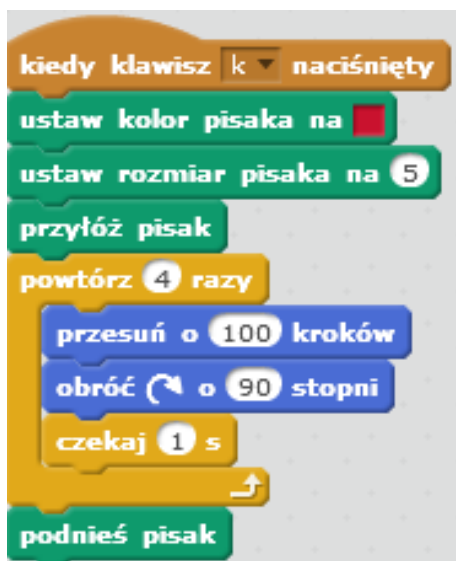 kiedy klawisz k naciśnięty
ustaw kolor pisaka na
ustaw rozmiar pisaka na 5
przyłóż pisak
powtórz 4 razy
przesuń o 100 kroków
obróć o 90 stopni
czekaj 1 s
podnieś pisak